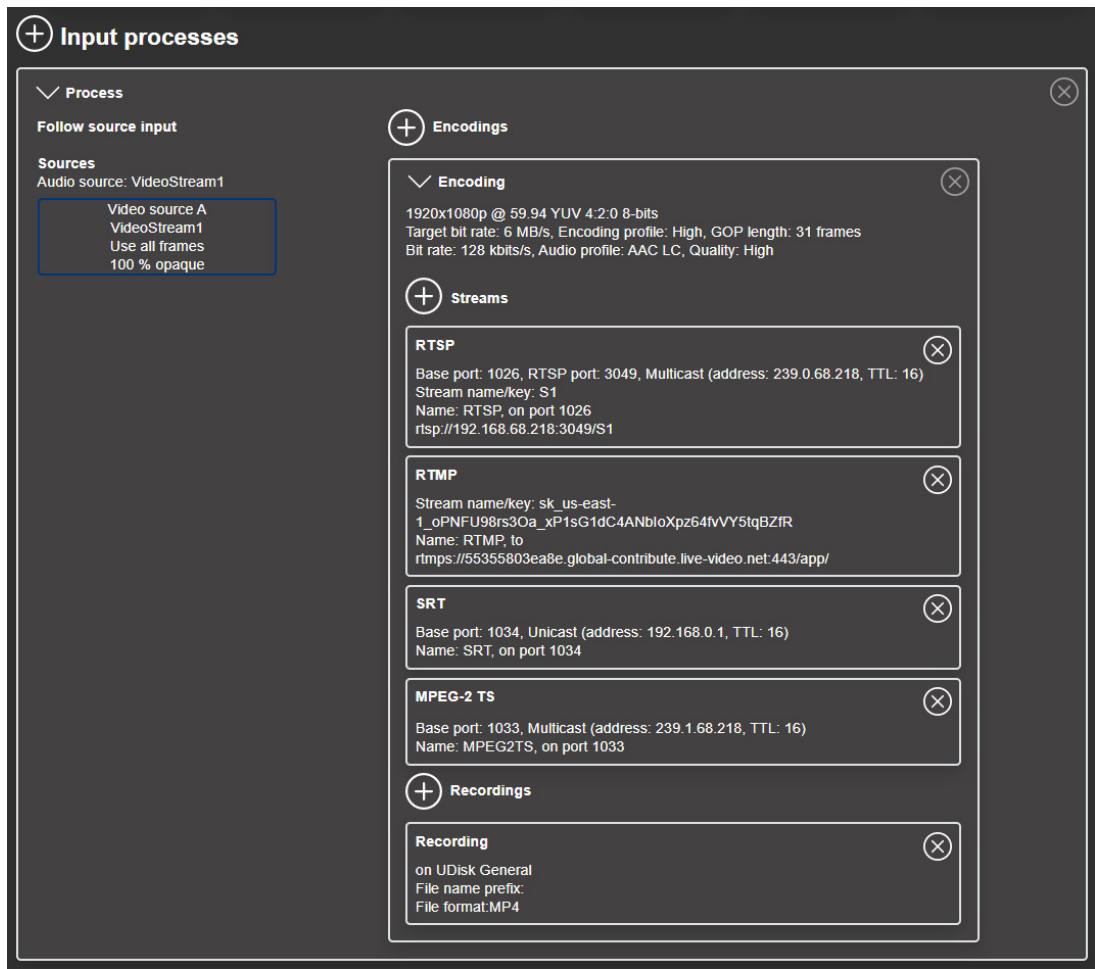 Input processes
Process
Follow source input
Sources
Audio source: VideoStream1
Video source A
VideoStream1
Use all frames
100 % opaque
Encodings
Encoding
1920x1080p @ 59.94 YUV 4:2:0 8-bits
Target bit rate: 6 MB/s, Encoding profile: High, GOP length: 31 frames
Bit rate: 128 kbits/s, Audio profile: AAC LC, Quality: High
Streams
RTSP
Base port: 1026, RTSP port: 3049, Multicast (address: 239.0.68.218, TTL: 16)
Stream name/key: S1
Name: RTSP, on port 1026
rtsp://192.168.68.218:3049/S1
RTMP
Stream name/key: sk_us-east-
1_oPNFU98rs3Oa_xP1sG1dC4ANbIoXpz64fvVY5tqBZfR
Name: RTMP, to
rtmps://55355803ea8e.global-contribute.live-video.net:443/app/
SRT
Base port: 1034, Unicast (address: 192.168.0.1, TTL: 16)
Name: SRT, on port 1034
MPEG-2 TS
Base port: 1033, Multicast (address: 239.1.68.218, TTL: 16)
Name: MPEG2TS, on port 1033
Recordings
Recording
on UDisk General
File name prefix:
File format:MP4